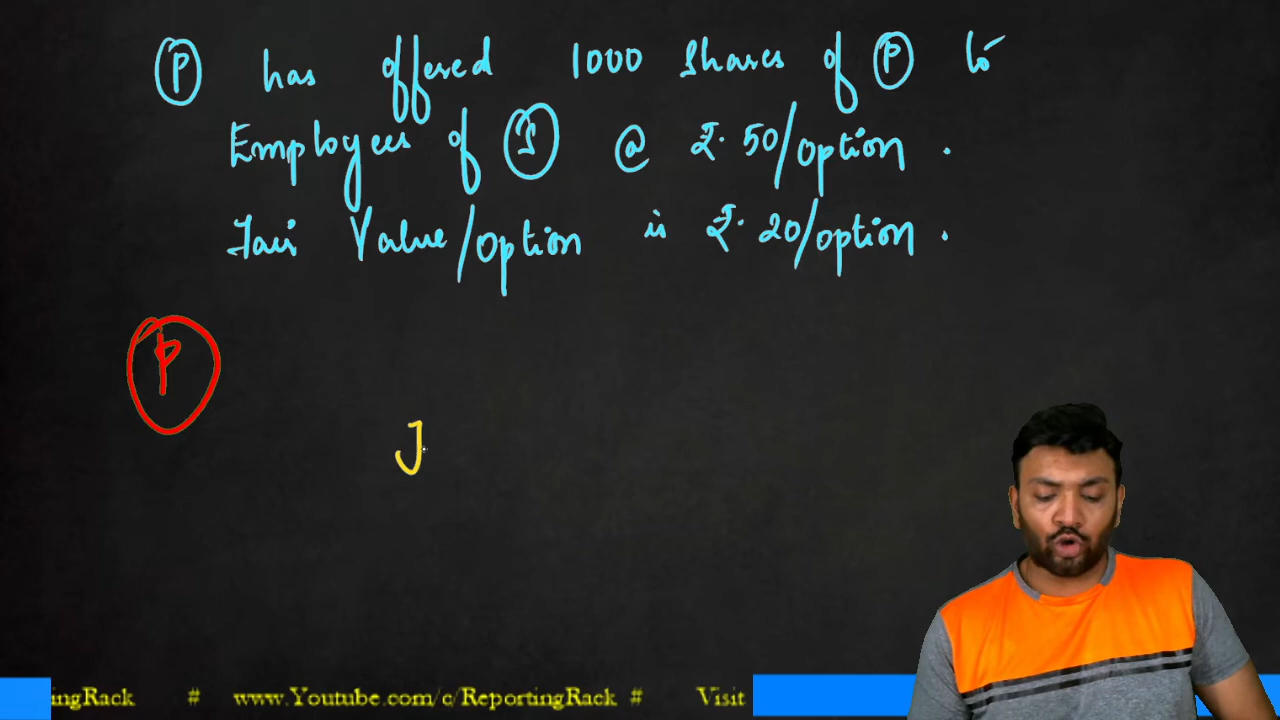 P has offered 1000 Shares of P to
Employees of S @ ₹. 50/option.
Fair Value/option is ₹. 20/option.
P
J
ingRack # www.Youtube.com/c/ReportingRack # Visit